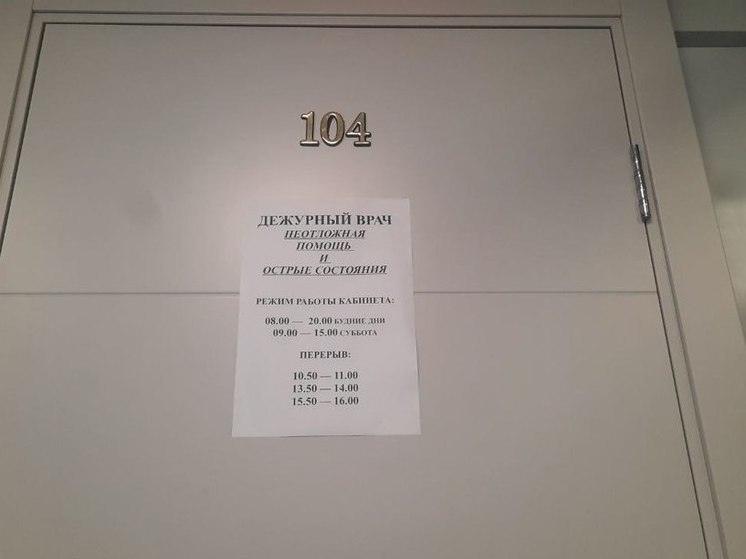 104
ДЕЖУРНЫЙ ВРАЧ
НЕОТЛОЖНАЯ
ПОМОЩЬ
И
ОСТРЫЕ СОСТОЯНИЯ
РЕЖИМ РАБОТЫ КАБИНЕТА:
08.00 — 20.00 БУДНИЕ ДНИ
09.00 — 15.00 СУББОТА
ПЕРЕРЫВ:
10.50 — 11.00
13.50 — 14.00
15.50 — 16.00